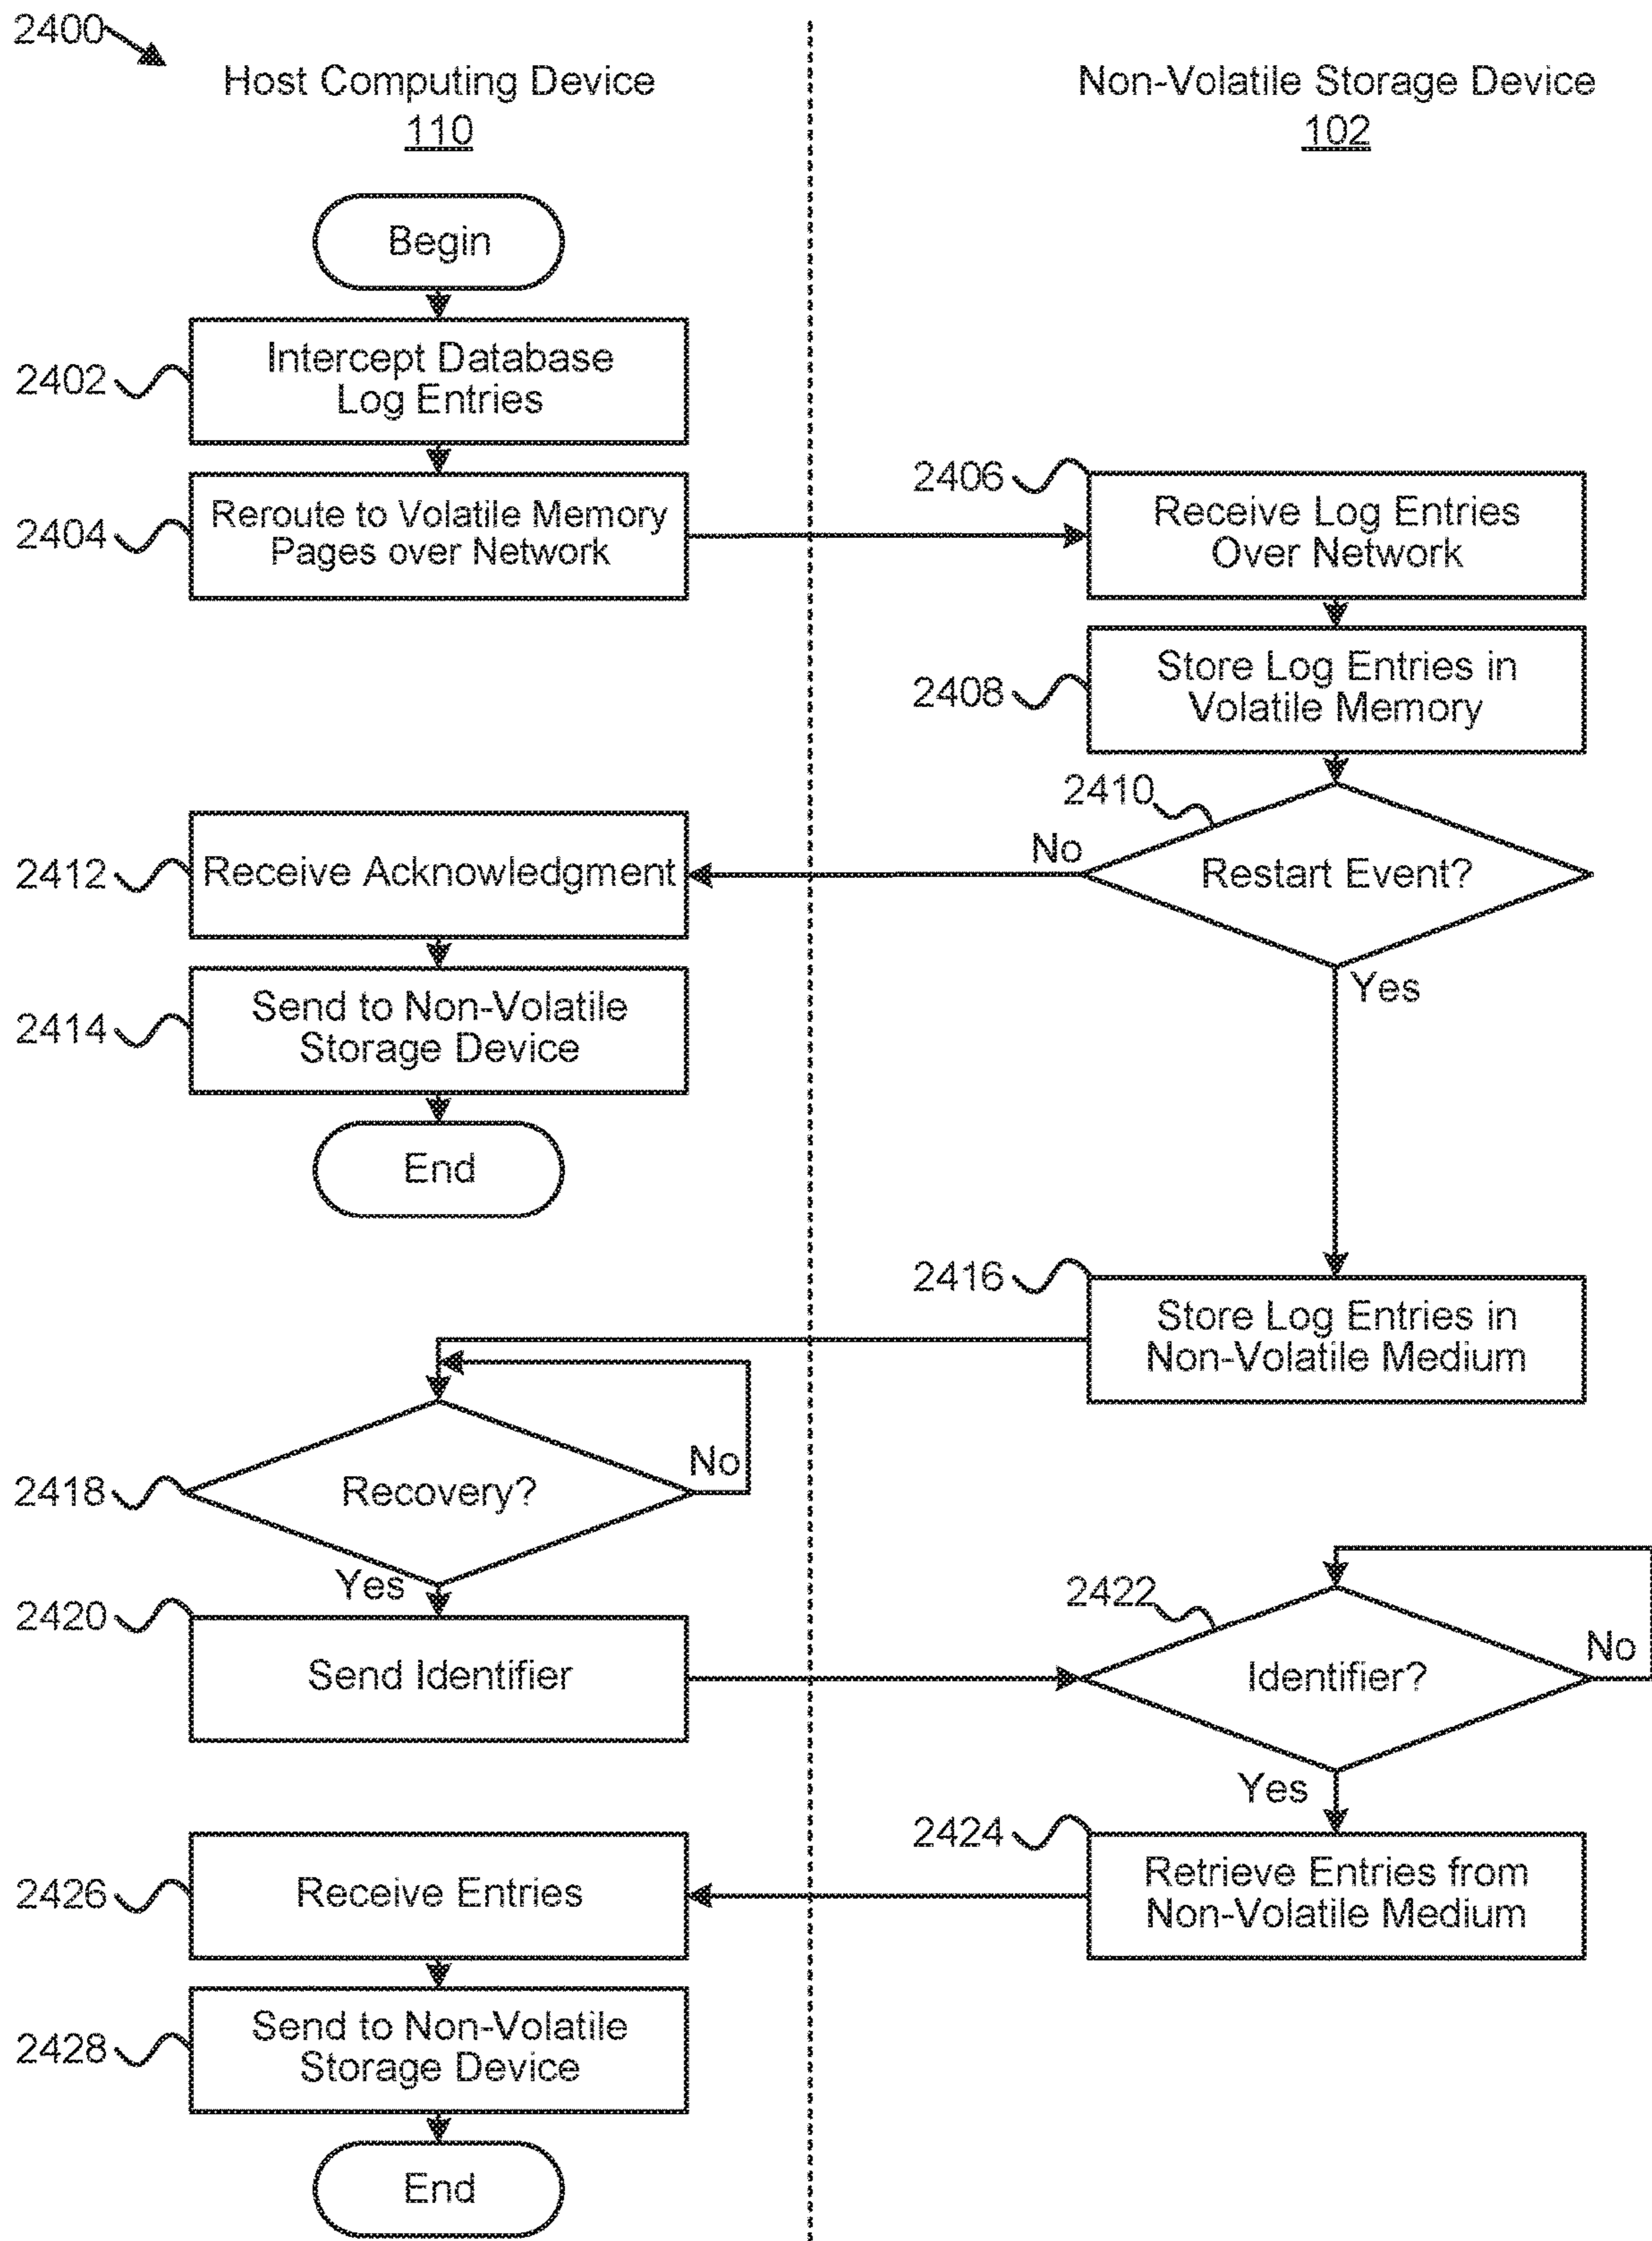 2400
Host Computing Device
110
Non-Volatile Storage Device
102
Begin
2402
Intercept Database
Log Entries
2404
Reroute to Volatile Memory
Pages over Network
2406
Receive Log Entries
Over Network
2408
Store Log Entries in
Volatile Memory
2410
Restart Event?
No
Yes
2412
Receive Acknowledgment
2414
Send to Non-Volatile
Storage Device
End
2416
Store Log Entries in
Non-Volatile Medium
2418
Recovery?
No
Yes
2420
Send Identifier
2422
Identifier?
No
Yes
2424
Retrieve Entries from
Non-Volatile Medium
2426
Receive Entries
2428
Send to Non-Volatile
Storage Device
End